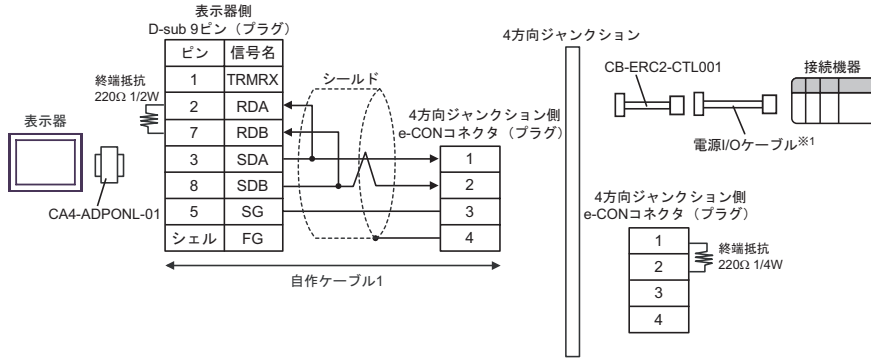 表示器側
D-sub 9ピン（プラグ）
ピン 信号名
1 TRMRX
2 RDA
7 RDB
3 SDA
8 SDB
5 SG
シェル FG
終端抵抗
220Ω 1/2W
表示器
CA4-ADPONL-01
シールド
4方向ジャンクション側
e-CONコネクタ（プラグ）
1
2
3
4
自作ケーブル1
4方向ジャンクション
CB-ERC2-CTL001
接続機器
電源I/Oケーブル※1
4方向ジャンクション側
e-CONコネクタ（プラグ）
1
2
3
4
終端抵抗
220Ω 1/4W